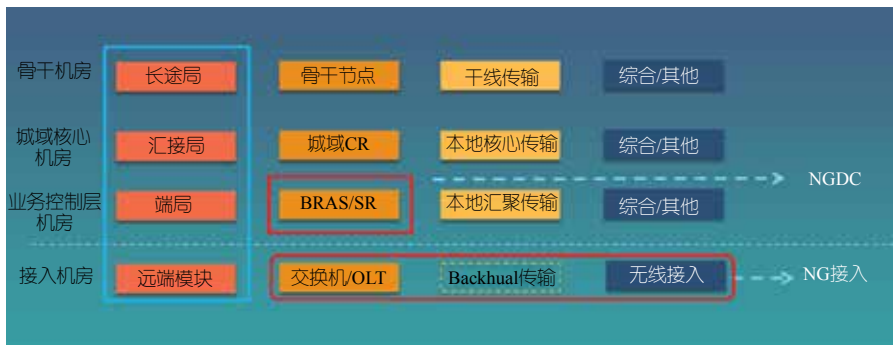 骨干机房
长途局
骨干节点
干线传输
综合/其他
城域核心
机房
汇接局
城域CR
本地核心传输
综合/其他
NGDC
业务控制层
机房
端局
BRAS/SR
本地汇聚传输
综合/其他
接入机房
远端模块
交换机/OLT
Backhual传输
无线接入
NG接入